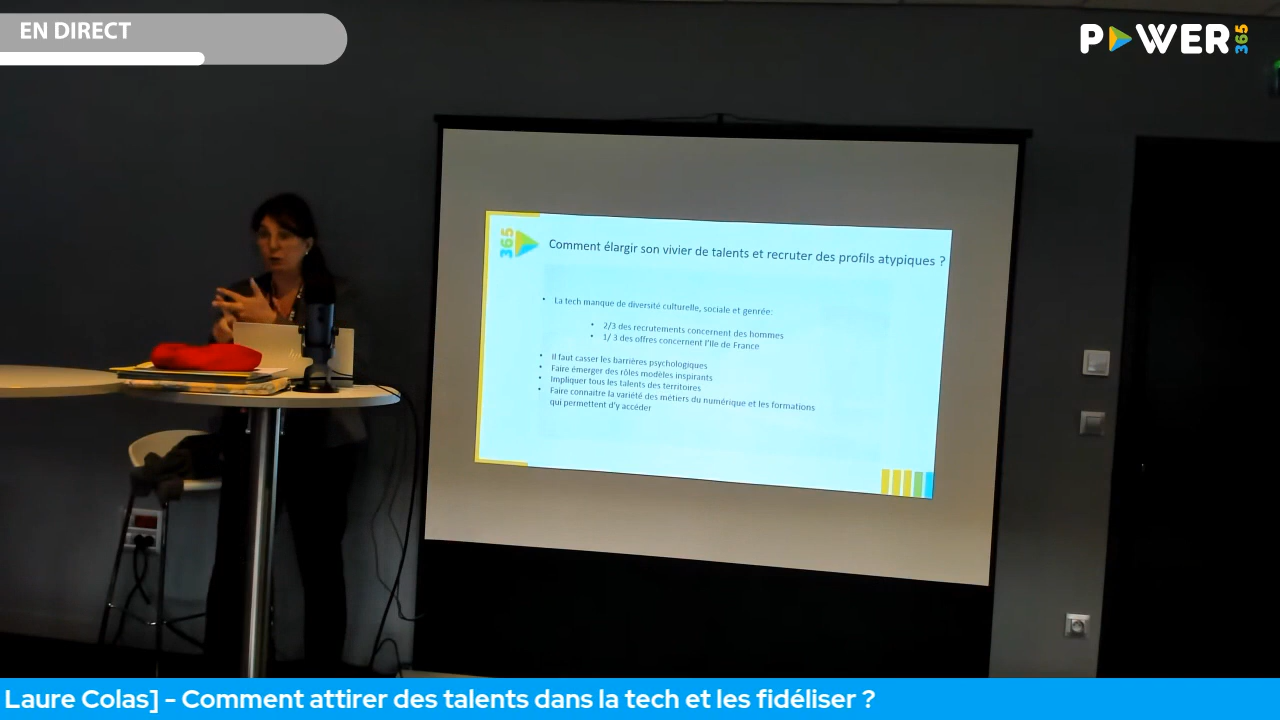 EN DIRECT
POWER 365
365
Comment élargir son vivier de talents et recruter des profils atypiques ?
• La tech manque de diversité culturelle, sociale et genrée:
• 2/3 des recrutements concernent des hommes
• 1/ 3 des offres concernent l'Ile de France
• Il faut casser les barrières psychologiques
• Faire émerger des rôles modèles inspirants
• Impliquer tous les talents des territoires
• Faire connaitre la variété des métiers du numérique et les formations
qui permettent d'y accéder
Laure Colas] - Comment attirer des talents dans la tech et les fidéliser ?